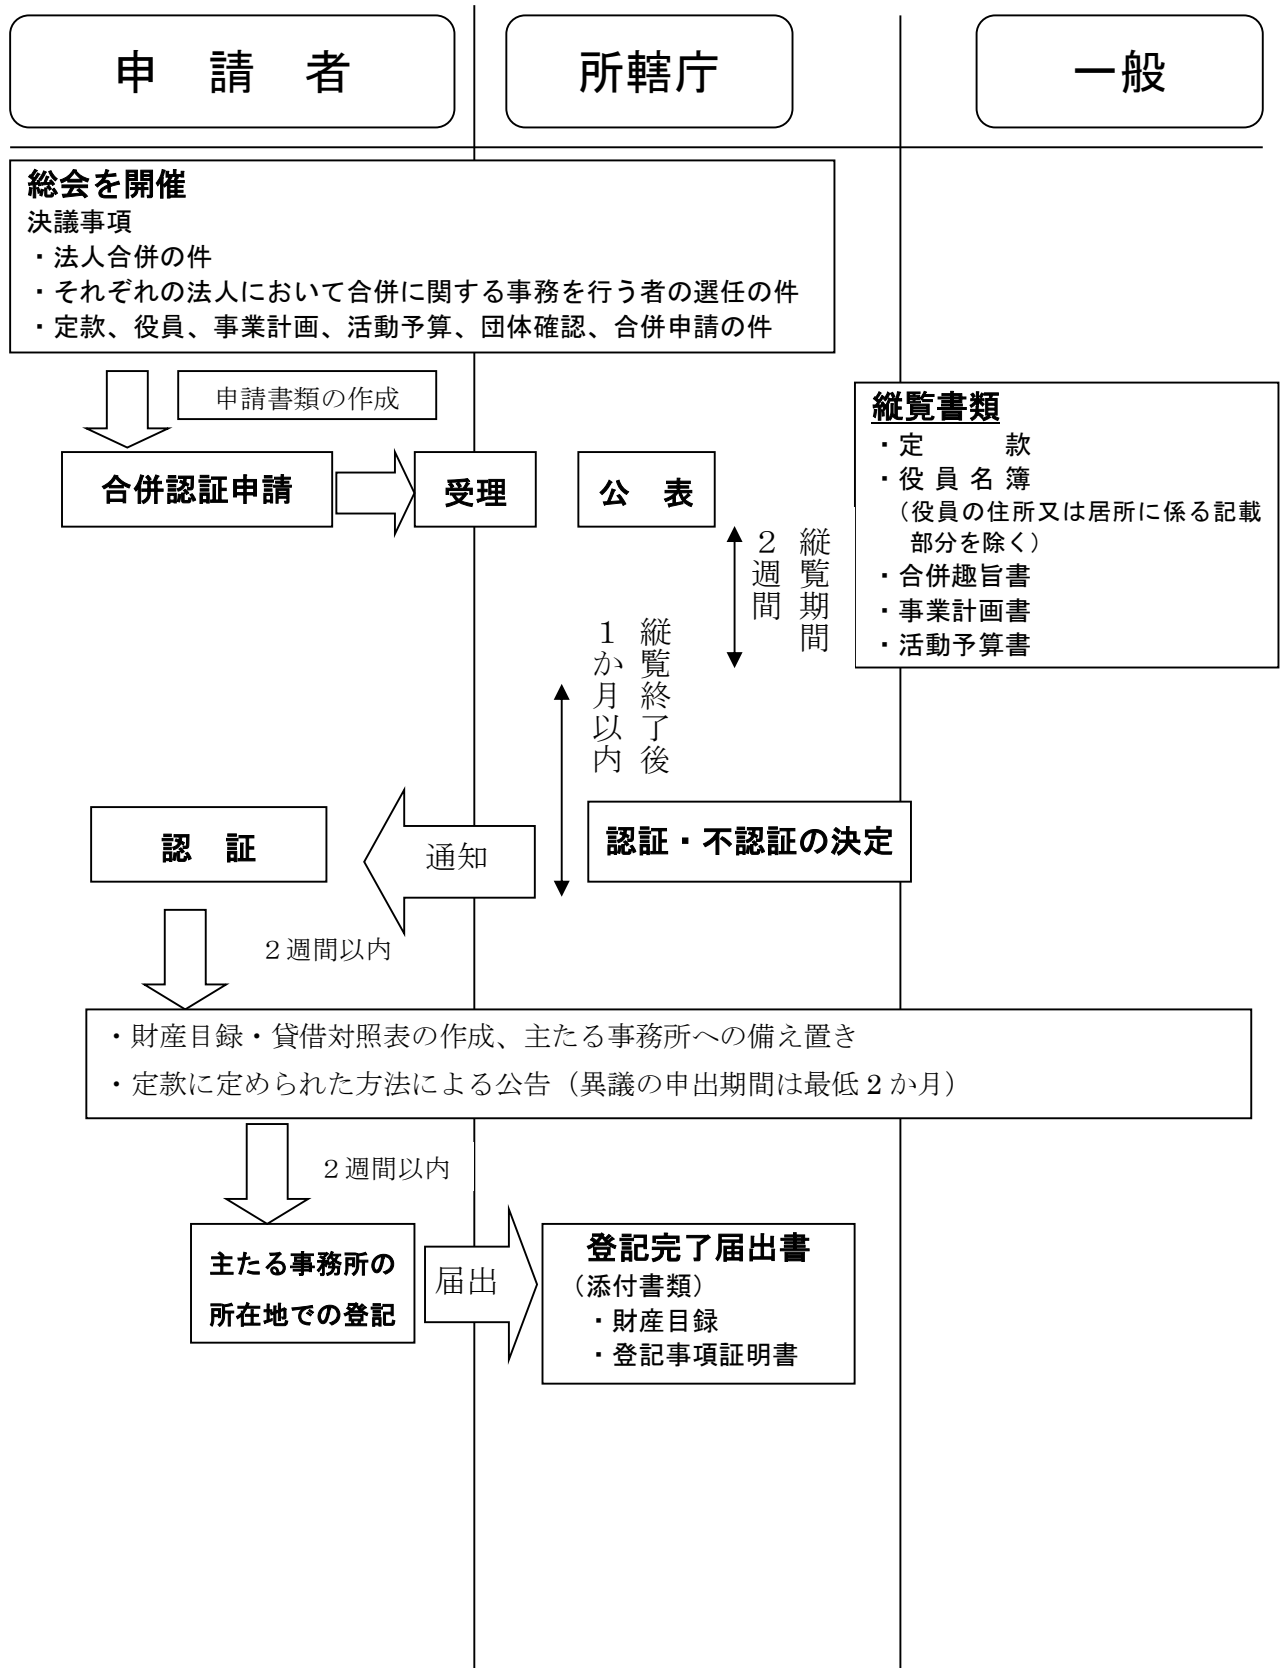 申　請　者
所轄庁
一般
総会を開催
決議事項
・法人合併の件
・それぞれの法人において合併に関する事務を行う者の選任の件
・定款、役員、事業計画、活動予算、団体確認、合併申請の件
申請書類の作成
合併認証申請
受理
公　表
縦覧書類
・定　　　款
・役 員 名 簿
（役員の住所又は居所に係る記載
部分を除く）
・合併趣旨書
・事業計画書
・活動予算書
縦覧期間
２週間
縦覧終了後
１か月以内
認　証
通知
認証・不認証の決定
２週間以内
・財産目録・貸借対照表の作成、主たる事務所への備え置き
・定款に定められた方法による公告（異議の申出期間は最低 2 か月）
２週間以内
主たる事務所の
所在地での登記
届出
登記完了届出書
（添付書類）
・財産目録
・登記事項証明書